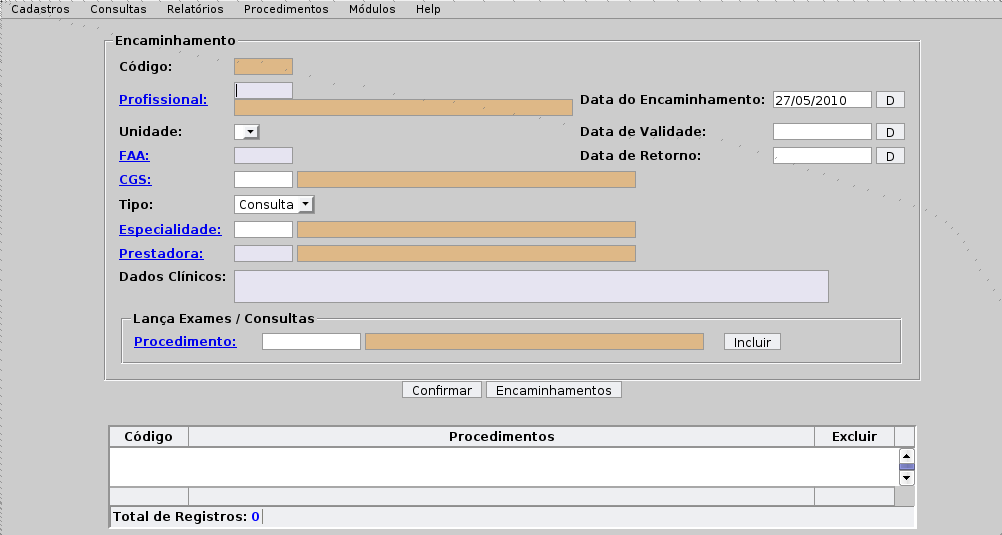 Cadastros Consultas Relatórios Procedimentos Módulos Help
Encaminhamento
Código:
Profissional: Data do Encaminhamento: 27/05/2010 D
Unidade: Data de Validade: D
FAA: Data de Retorno: D
CGS:
Tipo: Consulta
Especialidade:
Prestadora:
Dados Clínicos:
Lança Exames / Consultas
Procedimento: Incluir
Confirmar Encaminhamentos
Código Procedimentos Excluir
Total de Registros: 0